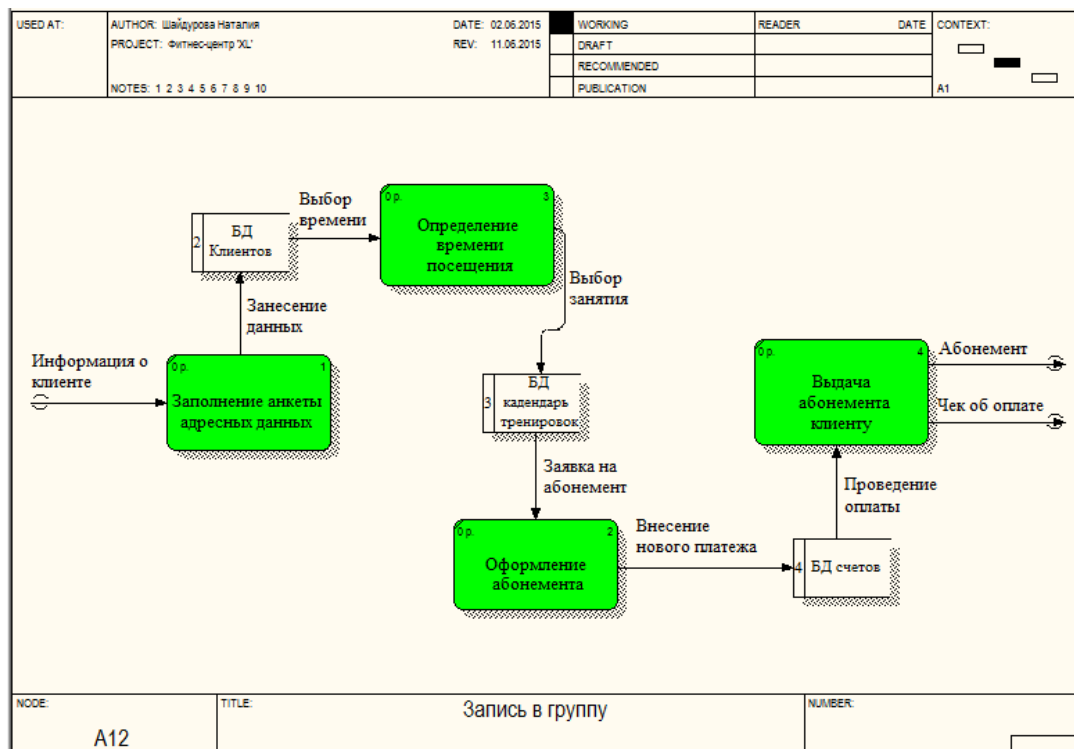 USED AT:
AUTHOR: Шайдурова Наталия
DATE: 02.06.2015
WORKING
READER
DATE
CONTEXT:
PROJECT: Фитнес-центр 'XL'
REV: 11.06.2015
DRAFT
RECOMMENDED
NOTES: 1 2 3 4 5 6 7 8 9 10
PUBLICATION
A1
2
БД
Клиентов
Выбор
времени
0 р.
3
Определение
времени
посещения
Выбор
занятия
Занесение
данных
Информация о
клиенте
0 р.
1
Заполнение анкеты
адресных данных
3
БД
кадендарь
тренировок
0 р.
4
Выдача
абонемента
клиенту
Абонемент
Чек об оплате
Заявка на
абонемент
Проведение
оплаты
0 р.
2
Оформление
абонемента
Внесение
нового платежа
4
БД счетов
NODE:
A12
TITLE:
Запись в группу
NUMBER: